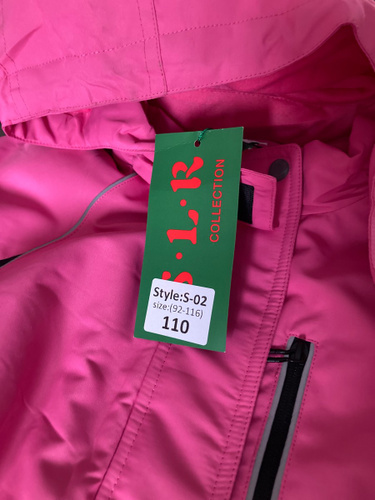 S·L·R
COLLECTION
Style:S-02
size:(92-116)
110